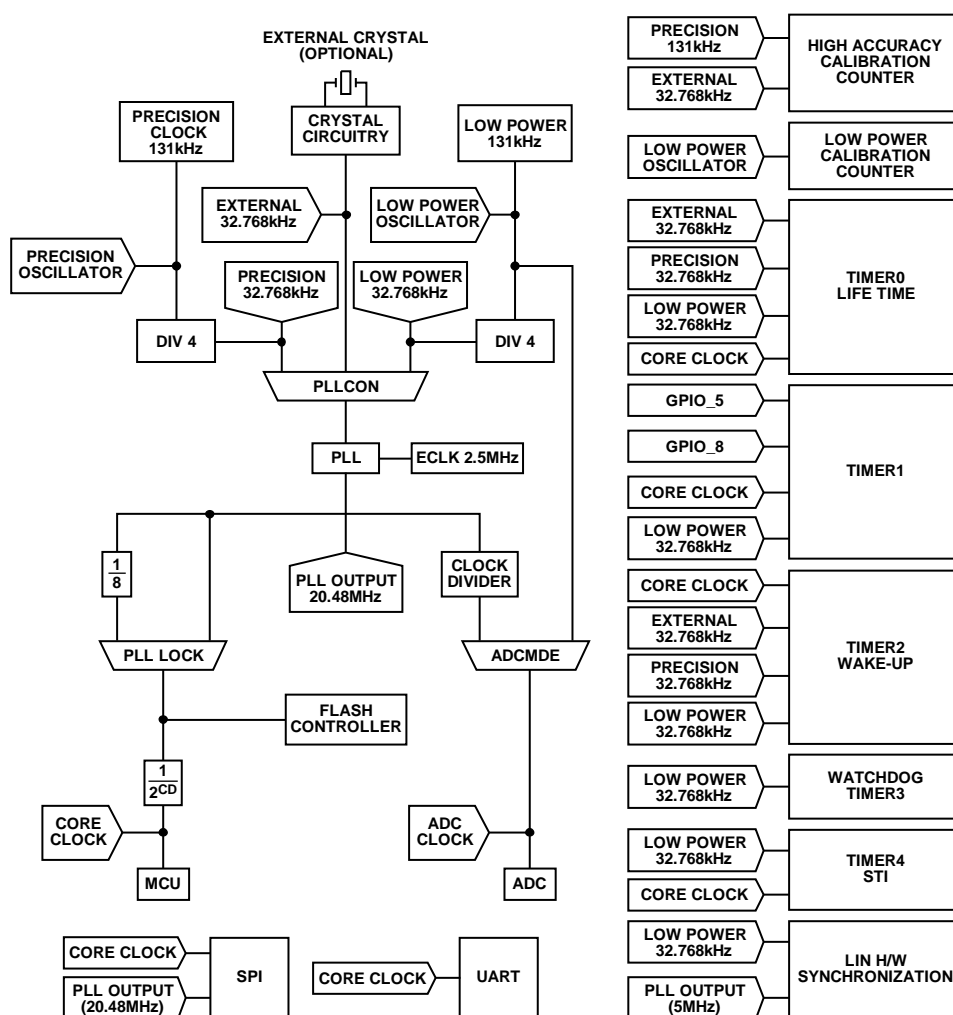 EXTERNAL CRYSTAL
(OPTIONAL)
PRECISION
CLOCK
131kHz
CRYSTAL
CIRCUITRY
LOW POWER
131kHz
EXTERNAL
32.768kHz
LOW POWER
OSCILLATOR
PRECISION
OSCILLATOR
PRECISION
32.768kHz
LOW POWER
32.768kHz
DIV 4
DIV 4
PLLCON
PLL
ECLK 2.5MHz
1
8
PLL OUTPUT
20.48MHz
CLOCK
DIVIDER
PLL LOCK
ADCMDE
FLASH
CONTROLLER
1
2CD
CORE
CLOCK
ADC
CLOCK
MCU
ADC
CORE CLOCK
PLL OUTPUT
(20.48MHz)
SPI
CORE CLOCK
UART
PRECISION
131kHz
EXTERNAL
32.768kHz
HIGH ACCURACY
CALIBRATION
COUNTER
LOW POWER
OSCILLATOR
LOW POWER
CALIBRATION
COUNTER
EXTERNAL
32.768kHz
PRECISION
32.768kHz
LOW POWER
32.768kHz
CORE CLOCK
TIMER0
LIFE TIME
GPIO_5
GPIO_8
CORE CLOCK
LOW POWER
32.768kHz
TIMER1
CORE CLOCK
EXTERNAL
32.768kHz
PRECISION
32.768kHz
LOW POWER
32.768kHz
TIMER2
WAKE-UP
LOW POWER
32.768kHz
WATCHDOG
TIMER3
LOW POWER
32.768kHz
CORE CLOCK
TIMER4
STI
LOW POWER
32.768kHz
PLL OUTPUT
(5MHz)
LIN H/W
SYNCHRONIZATION